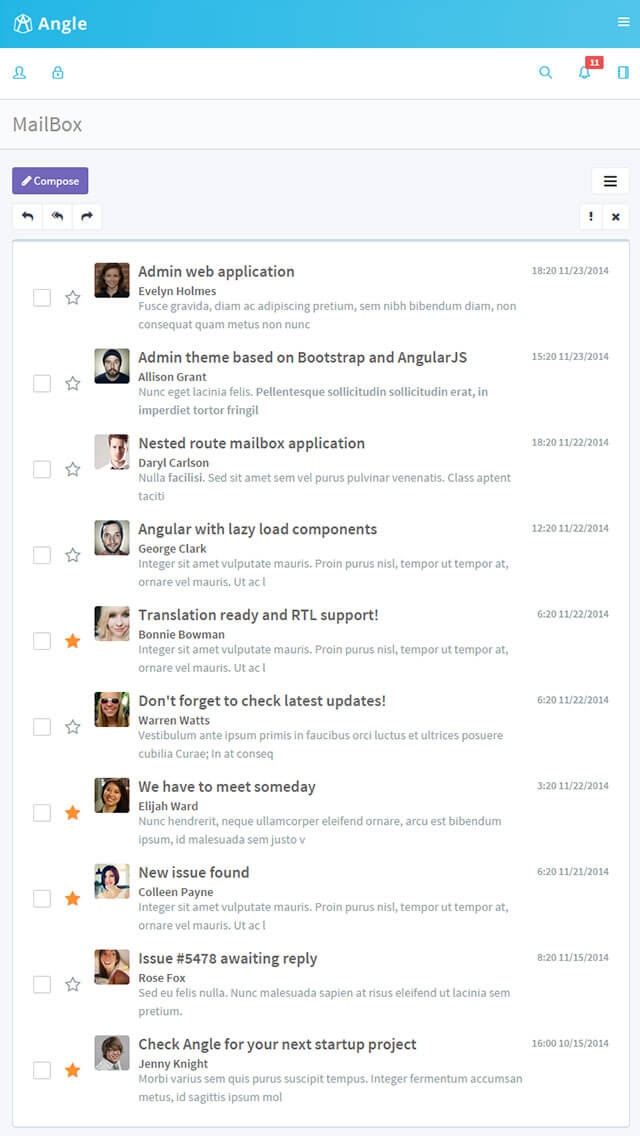 Angle
11
MailBox
Compose
Admin web application
18:20 11/23/2014
Evelyn Holmes
Fusce gravida, diam ac adipiscing pretium, sem nibh bibendum diam, non
consequat quam metus non nunc
Admin theme based on Bootstrap and AngularJS
15:20 11/23/2014
Allison Grant
Nunc eget lacinia felis. Pellentesque sollicitudin sollicitudin erat, in
imperdiet tortor fringil
Nested route mailbox application
18:20 11/22/2014
Daryl Carlson
Nulla facilisi. Sed sit amet sem vel purus pulvinar venenatis. Class aptent
taciti
Angular with lazy load components
12:20 11/22/2014
George Clark
Integer sit amet vulputate mauris. Proin purus nisl, tempor ut tempor at,
ornare vel mauris. Ut ac l
Translation ready and RTL support!
6:20 11/22/2014
Bonnie Bowman
Integer sit amet vulputate mauris. Proin purus nisl, tempor ut tempor at,
ornare vel mauris. Ut ac l
Don't forget to check latest updates!
6:20 11/22/2014
Warren Watts
Vestibulum ante ipsum primis in faucibus orci luctus et ultrices posuere
cubilia Curae; In at conseq
We have to meet someday
3:20 11/22/2014
Elijah Ward
Nunc hendrerit, neque ullamcorper eleifend ornare, arcu est bibendum
ipsum, id malesuada sem justo v
New issue found
6:20 11/21/2014
Colleen Payne
Integer sit amet vulputate mauris. Proin purus nisl, tempor ut tempor at,
ornare vel mauris. Ut ac l
Issue #5478 awaiting reply
8:20 11/15/2014
Rose Fox
Sed eu felis nulla. Nunc malesuada sapien at risus eleifend ut lacinia sem
pretium.
Check Angle for your next startup project
16:00 10/15/2014
Jenny Knight
Morbi varius sem quis purus suscipit tempus. Integer fermentum accumsan
metus, id sagittis ipsum mol